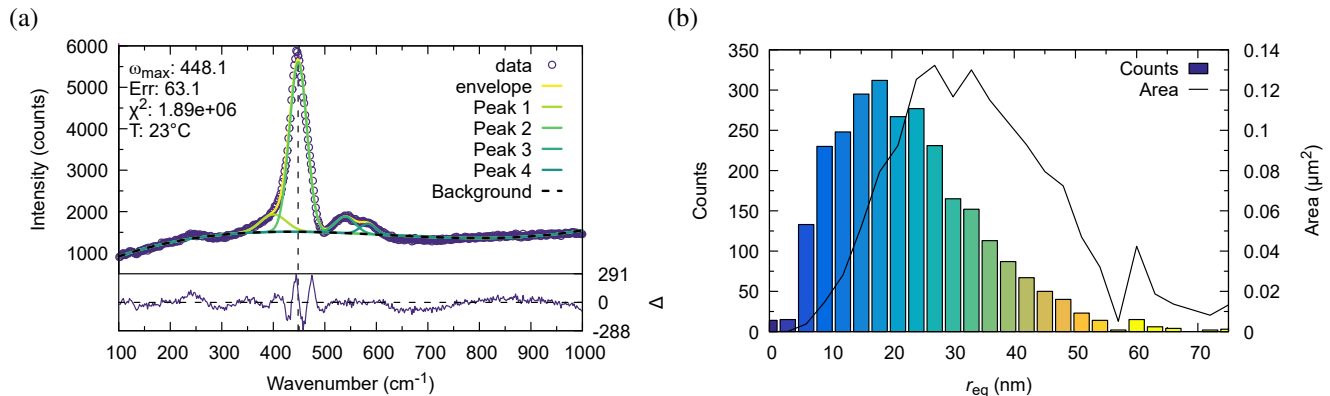 (a)
6000
5000
4000
3000
2000
1000
Intensity (counts)
ωmax: 448.1
Err: 63.1
χ²: 1.89e+06
T: 23°C
data
envelope
Peak 1
Peak 2
Peak 3
Peak 4
Background
291
0
-288
Δ
100 200 300 400 500 600 700 800 900 1000
Wavenumber (cm⁻¹)
(b)
350
300
250
200
150
100
50
0
Counts
Counts
Area
0.14
0.12
0.1
0.08
0.06
0.04
0.02
0
Area (µm²)
0 10 20 30 40 50 60 70
req (nm)